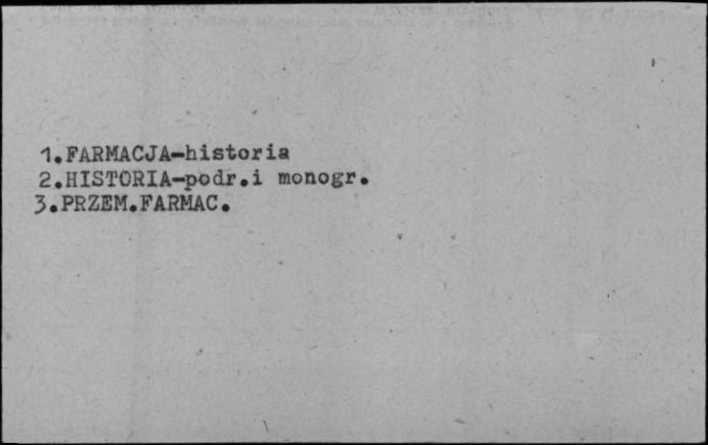 1.FARMACJA-historia
2.HISTORIA-podr.i monogr.
3.PRZEM.FARMAC.